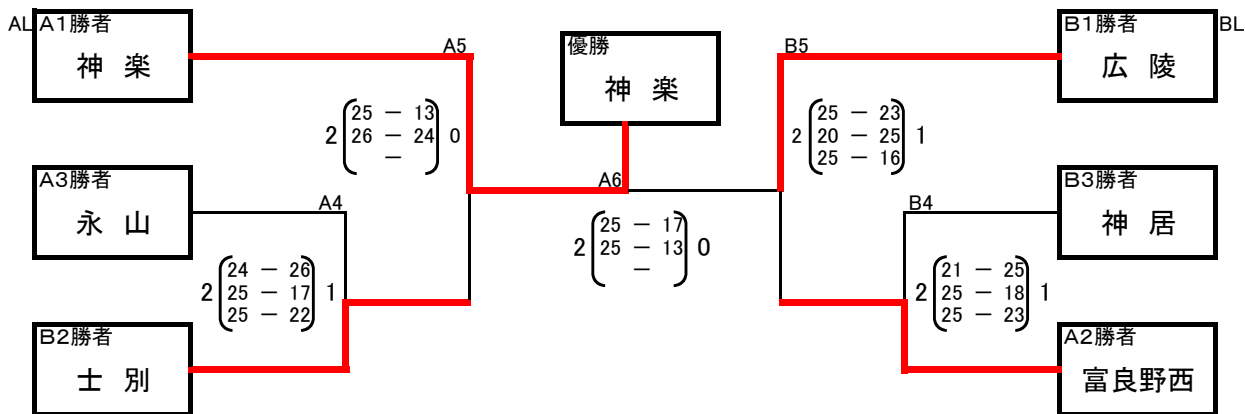 AL
A1勝者
神 楽
A5
優勝
神 楽
B5
B1勝者
広 陵
BL
2 25 － 13 0
26 － 24
－
2 25 － 23 1
20 － 25
25 － 16
A3勝者
永 山
A4
A6
2 25 － 17 0
25 － 13
－
B4
B3勝者
神 居
2 24 － 26 1
25 － 17
25 － 22
2 21 － 25 1
25 － 18
25 － 23
B2勝者
士 別
A2勝者
富良野西